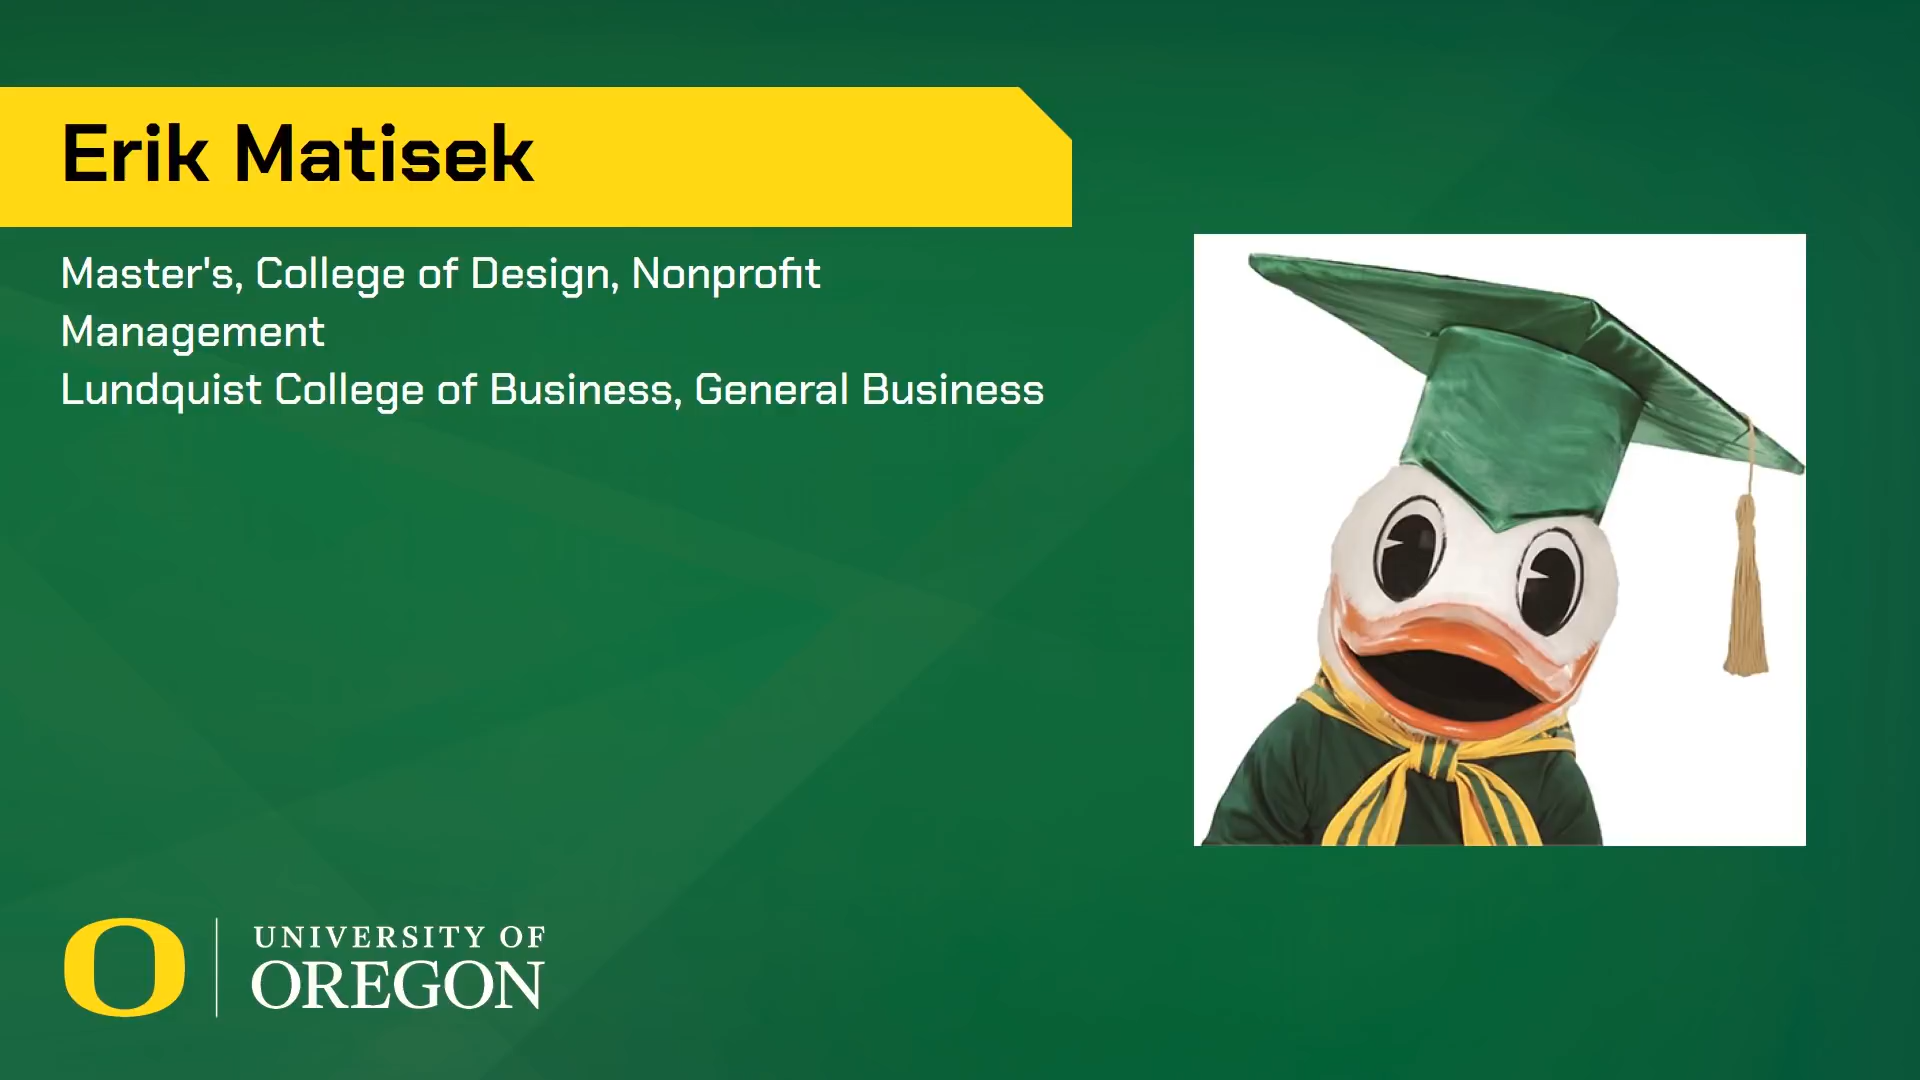 Erik Matisek
Master's, College of Design, Nonprofit
Management
Lundquist College of Business, General Business
O
UNIVERSITY OF
OREGON